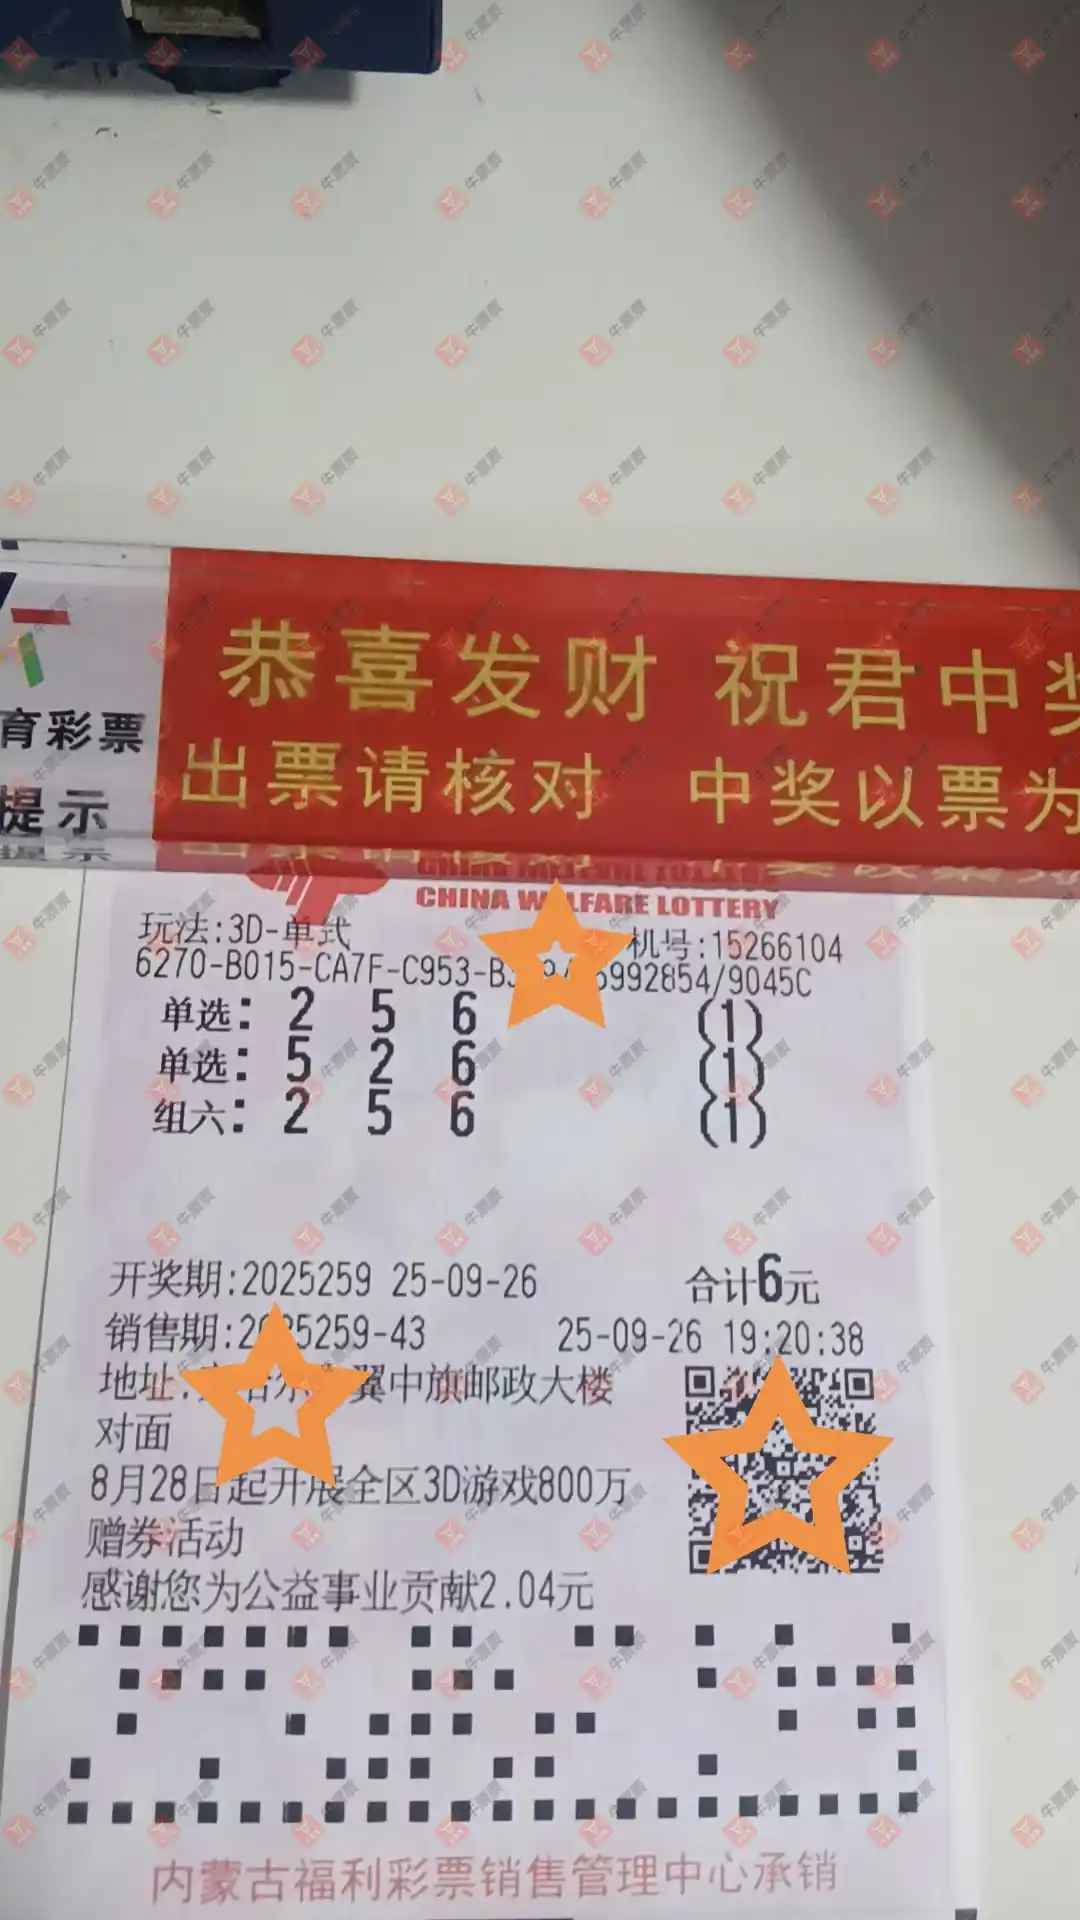 恭喜发财 祝君中奖
出票请核对 中奖以票为
育彩票
提示
CHINA WELFARE LOTTERY
玩法:3D-单式 机号:15266104
6270-B015-CA7F-C953- 6992854/9045C
单选: 2 5 6 (1)
单选: 5 2 6 (1)
组六: 2 5 6 (1)
开奖期:2025259 25-09-26 合计6元
销售期:2025259-43 25-09-26 19:20:38
地址: 翼中旗邮政大楼
对面
8月28日起开展全区3D游戏800万
赠券活动
感谢您为公益事业贡献2.04元
内蒙古福利彩票销售管理中心承销
牛票票